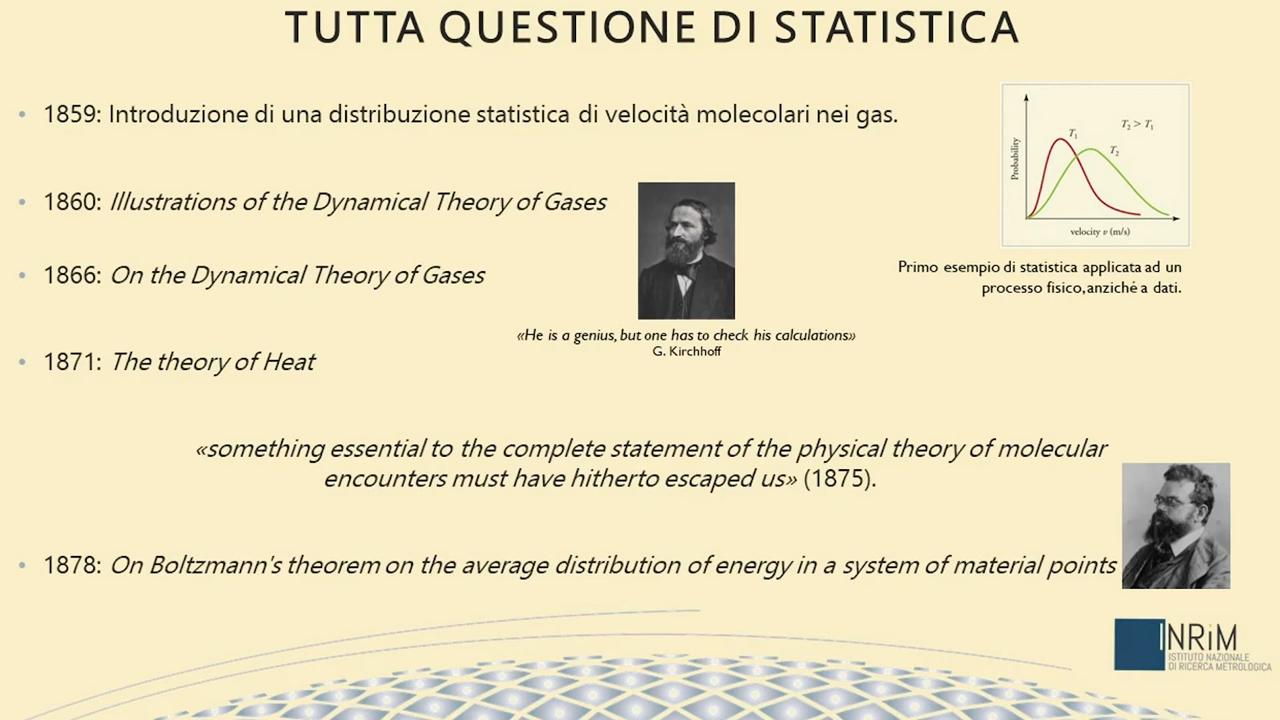 TUTTA QUESTIONE DI STATISTICA
• 1859: Introduzione di una distribuzione statistica di velocità molecolari nei gas.
Probability
T₁
T₂ > T₁
T₂
velocity v (m/s)
Primo esempio di statistica applicata ad un
processo fisico, anziché a dati.
• 1860: Illustrations of the Dynamical Theory of Gases
• 1866: On the Dynamical Theory of Gases
«He is a genius, but one has to check his calculations»
G. Kirchhoff
• 1871: The theory of Heat
«something essential to the complete statement of the physical theory of molecular
encounters must have hitherto escaped us» (1875).
• 1878: On Boltzmann's theorem on the average distribution of energy in a system of material points
INRiM
ISTITUTO NAZIONALE
DI RICERCA METROLOGICA